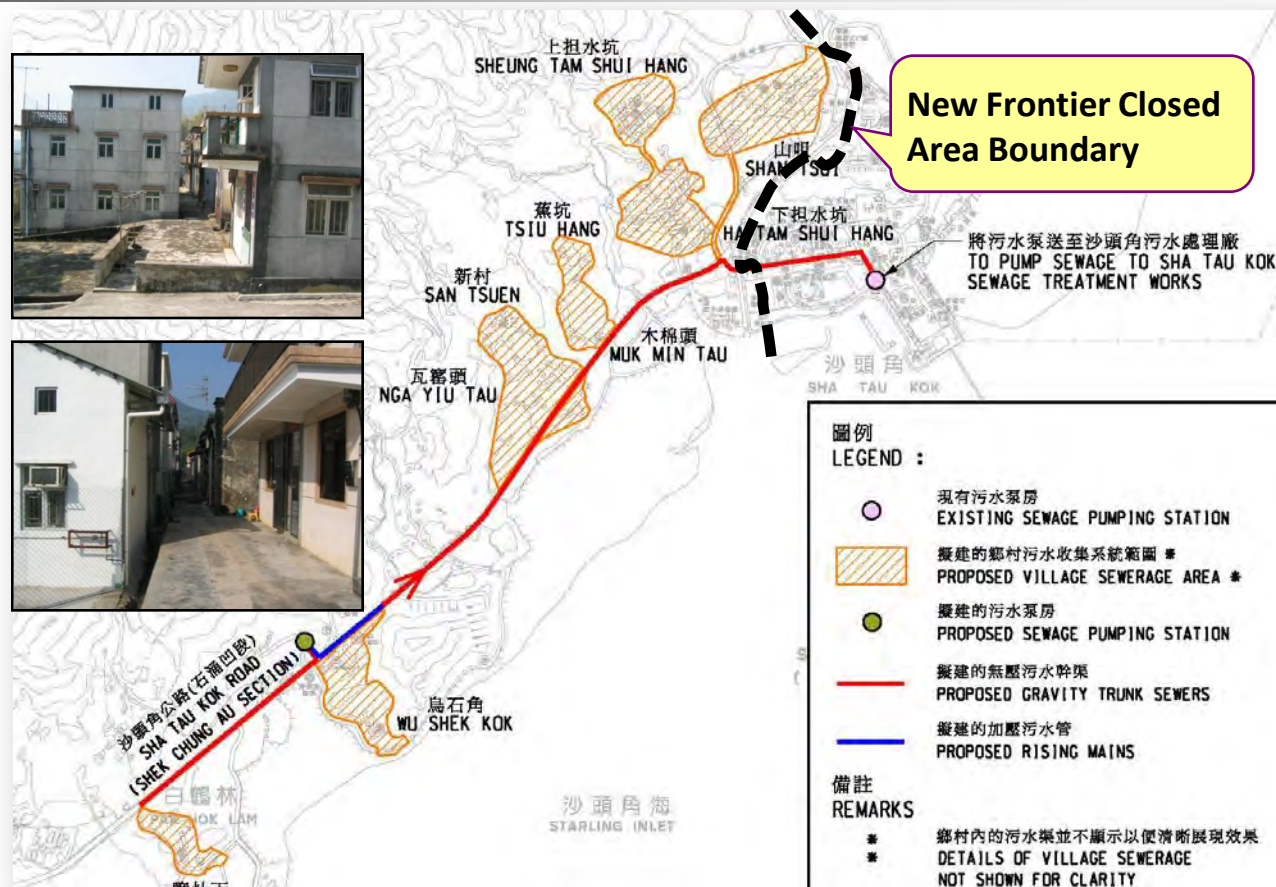 上担水坑
SHEUNG TAM SHUI HANG
New Frontier Closed
Area Boundary
山咀
SHAN TSUI
蕉坑
TSIU HANG
下担水坑
HA TAM SHUI HANG
將污水泵送至沙頭角污水處理廠
TO PUMP SEWAGE TO SHA TAU KOK
SEWAGE TREATMENT WORKS
新村
SAN TSUEN
木棉頭
MUK MIN TAU
瓦窰頭
NGA YIU TAU
沙頭角
SHA TAU KOK
沙頭角公路(石涌凹段)
SHA TAU KOK ROAD
(SHEK CHUNG AU SECTION)
烏石角
WU SHEK KOK
白鶴林
PAK HOK LAM
沙頭角海
STARLING INLET
圖例
LEGEND :
現有污水泵房
EXISTING SEWAGE PUMPING STATION
擬建的鄉村污水收集系統範圍 *
PROPOSED VILLAGE SEWERAGE AREA *
擬建的污水泵房
PROPOSED SEWAGE PUMPING STATION
擬建的無壓污水幹渠
PROPOSED GRAVITY TRUNK SEWERS
擬建的加壓污水管
PROPOSED RISING MAINS
備註
REMARKS
* 鄉村內的污水渠並不顯示以便清晰展現效果
* DETAILS OF VILLAGE SEWERAGE
NOT SHOWN FOR CLARITY